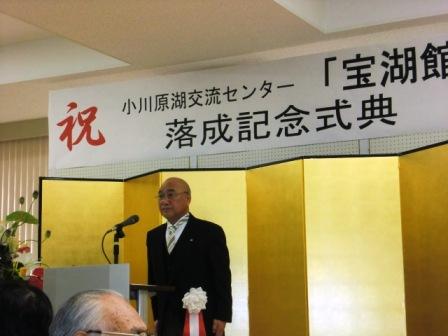 祝
小川原湖交流センター 「宝湖館
落成記念式典